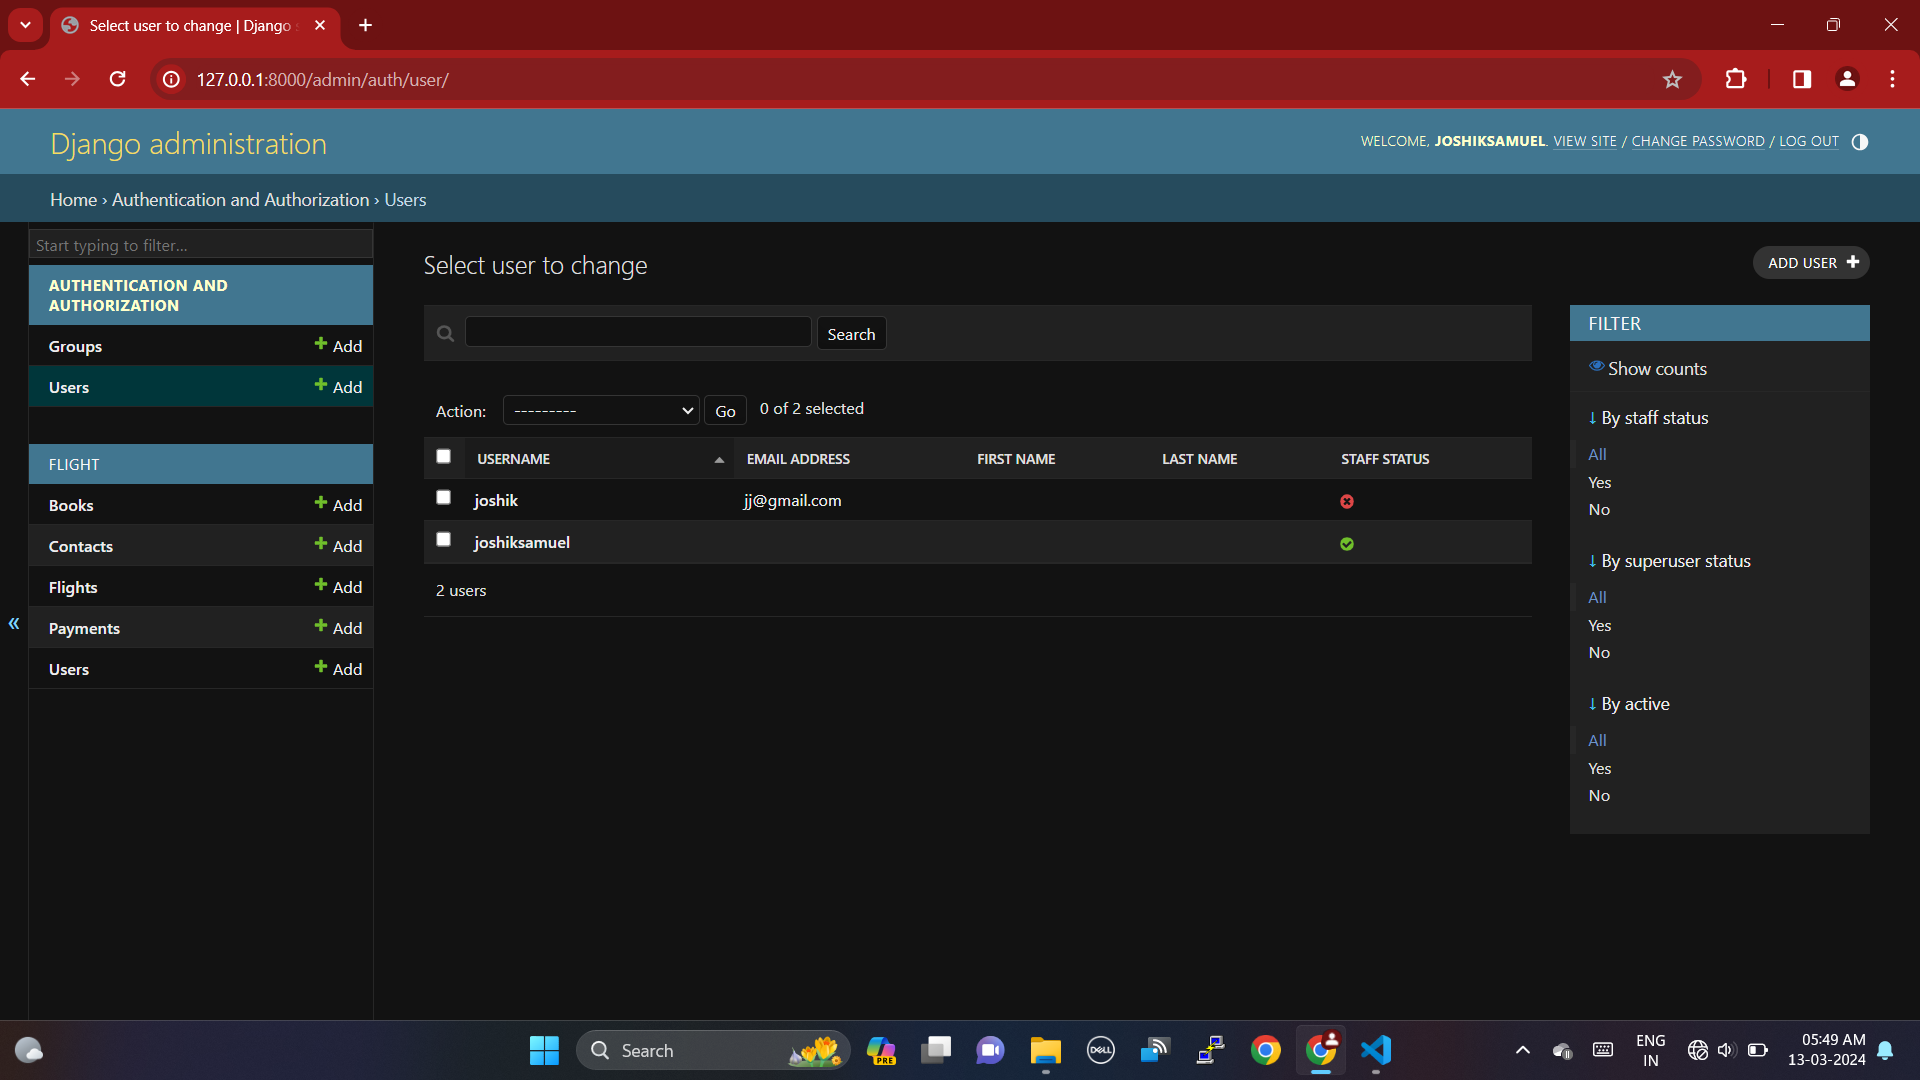 Select user to change | Django
127.0.0.1:8000/admin/auth/user/
Django administration
WELCOME, JOSHIKSAMUEL. VIEW SITE / CHANGE PASSWORD / LOG OUT
Home › Authentication and Authorization › Users
Start typing to filter...
AUTHENTICATION AND
AUTHORIZATION
Groups Add
Users Add
FLIGHT
Books Add
Contacts Add
Flights Add
Payments Add
Users Add
«
Select user to change
ADD USER
Search
Action: --------- Go 0 of 2 selected
USERNAME EMAIL ADDRESS FIRST NAME LAST NAME STAFF STATUS
joshik jj@gmail.com
joshiksamuel
2 users
FILTER
Show counts
↓ By staff status
All
Yes
No
↓ By superuser status
All
Yes
No
↓ By active
All
Yes
No
Search
PRE
DELL
ENG
IN
05:49 AM
13-03-2024